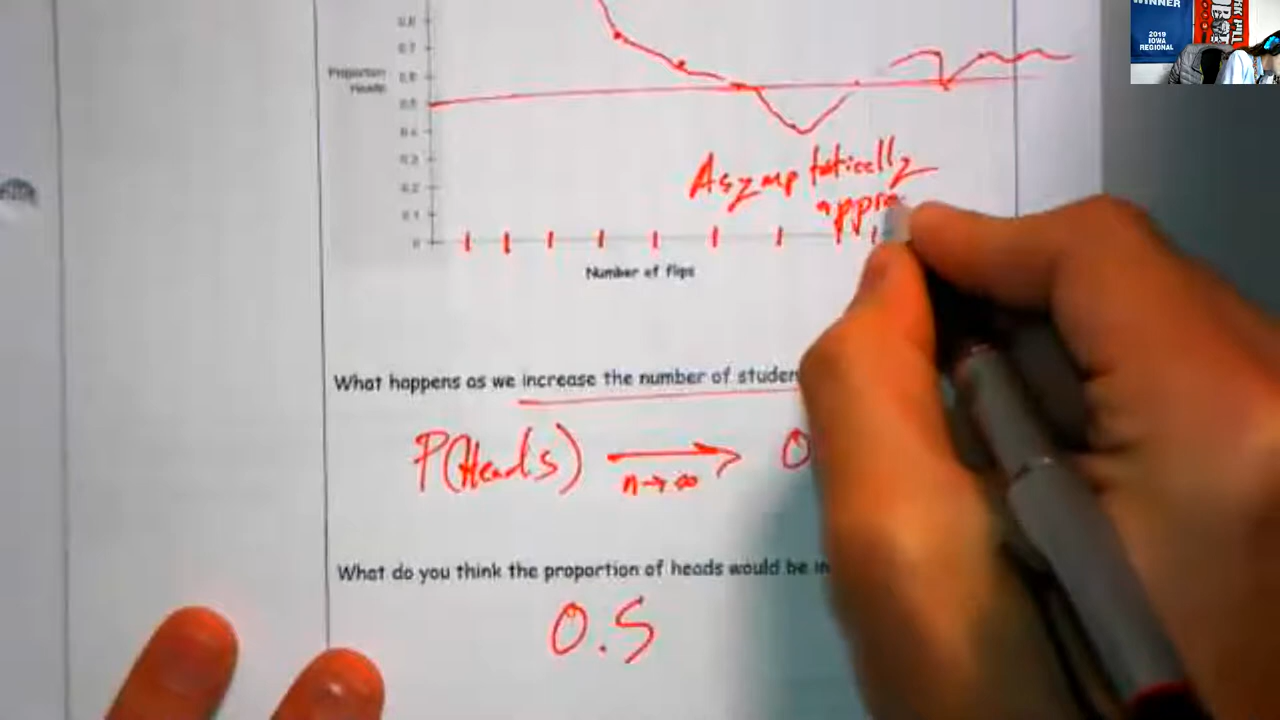 WINNER
2019
IOWA
REGIONAL
0.8
0.7
0.6
Proportion
Heads
0.5
0.4
0.3
0.2
0.1
0
Asymptotically
appro
Number of flips
What happens as we increase the number of studen
P(Heads) → 0
n→∞
What do you think the proportion of heads would be in
0.5